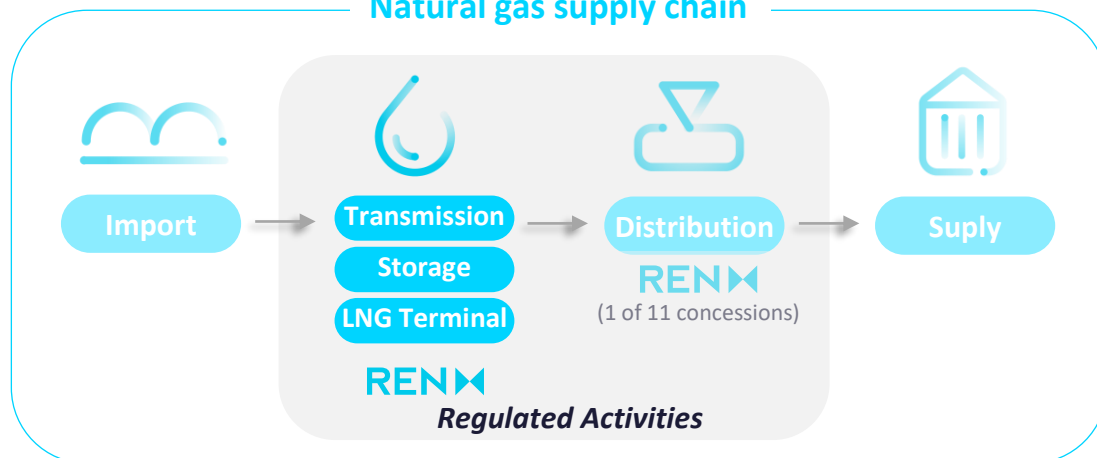 Natural gas supply chain
Import
Transmission
Storage
LNG Terminal
REN
Distribution
REN
(1 of 11 concessions)
Suply
Regulated Activities